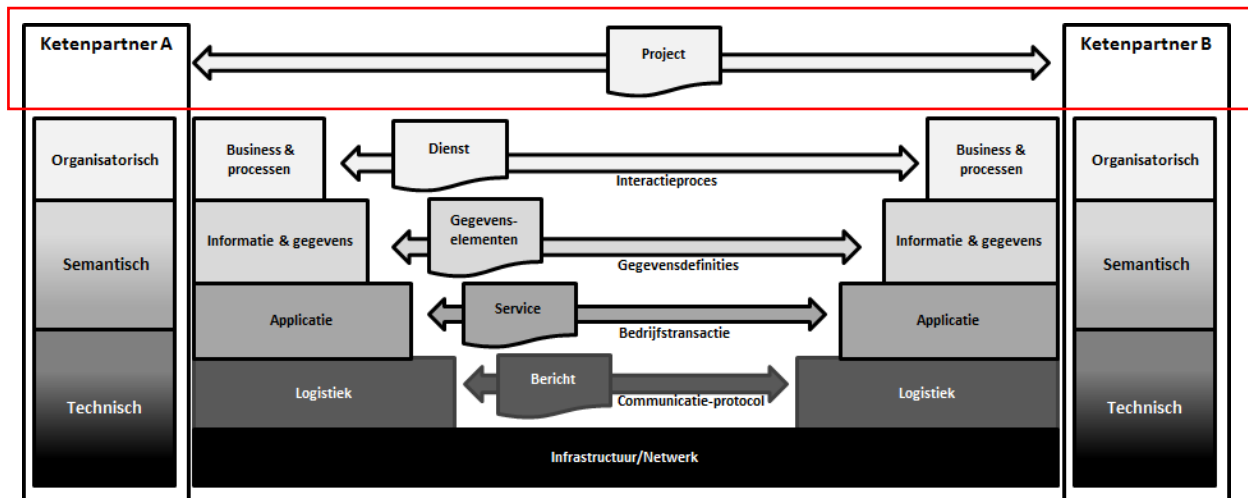 Ketenpartner A
Project
Ketenpartner B
Organisatorisch
Business &
processen
Dienst
Interactieproces
Business &
processen
Organisatorisch
Semantisch
Informatie & gegevens
Gegevens-
elementen
Gegevensdefinities
Informatie & gegevens
Semantisch
Applicatie
Service
Bedrijfstransactie
Applicatie
Technisch
Logistiek
Bericht
Communicatie-protocol
Logistiek
Technisch
Infrastructuur/Netwerk